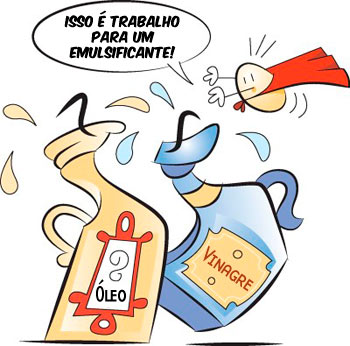 ISSO É TRABALHO
PARA UM
EMULSIFICANTE!
ÓLEO
VINAGRE